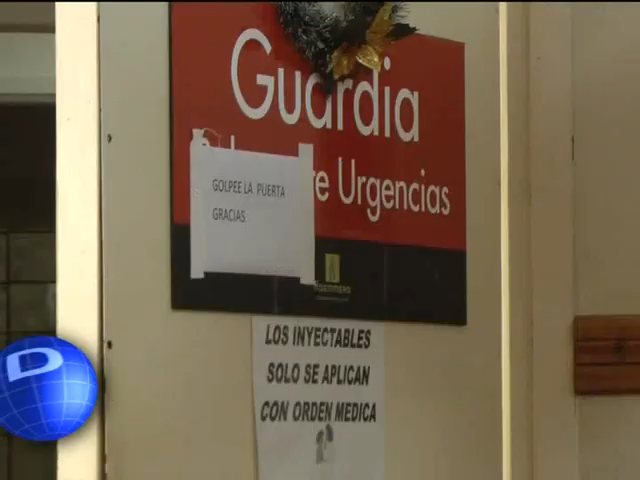 Guardia
re Urgencias
GOLPEE LA PUERTA
GRACIAS
LOS INYECTABLES
SOLO SE APLICAN
CON ORDEN MEDICA
D